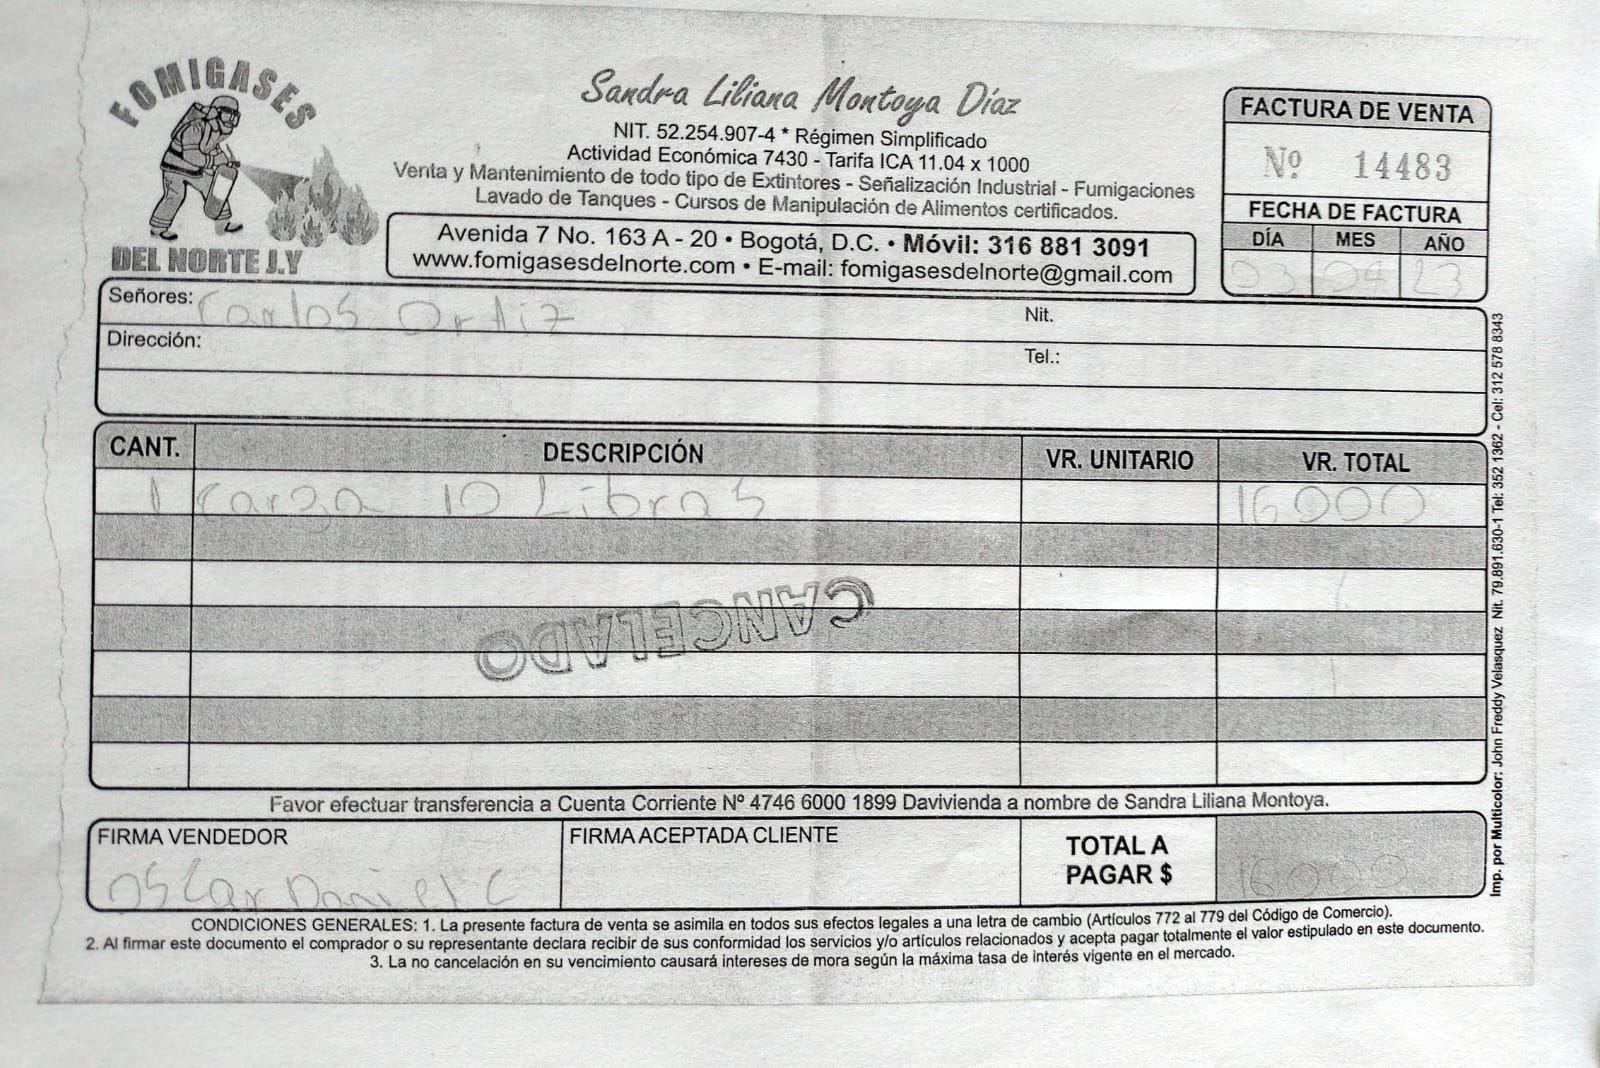 FOMIGASES
DEL NORTE J.Y
Sandra Liliana Montoya Díaz
NIT. 52.254.907-4 * Régimen Simplificado
Actividad Económica 7430 - Tarifa ICA 11.04 x 1000
Venta y Mantenimiento de todo tipo de Extintores - Señalización Industrial - Fumigaciones
Lavado de Tanques - Cursos de Manipulación de Alimentos certificados.
Avenida 7 No. 163 A - 20 • Bogotá, D.C. • Móvil: 316 881 3091
www.fomigasesdelnorte.com • E-mail: fomigasesdelnorte@gmail.com
FACTURA DE VENTA
Nº 14483
FECHA DE FACTURA
DÍA MES AÑO
03 04 23
Señores: Carlos Ortiz Nit.
Dirección: Tel.:
CANT. DESCRIPCIÓN VR. UNITARIO VR. TOTAL
1 Carga 10 Libras 16000
CANCELADO
Favor efectuar transferencia a Cuenta Corriente Nº 4746 6000 1899 Davivienda a nombre de Sandra Liliana Montoya.
FIRMA VENDEDOR FIRMA ACEPTADA CLIENTE TOTAL A
PAGAR $ 16000
Oscar Daniel C
CONDICIONES GENERALES: 1. La presente factura de venta se asimila en todos sus efectos legales a una letra de cambio (Artículos 772 al 779 del Código de Comercio).
2. Al firmar este documento el comprador o su representante declara recibir de sus conformidad los servicios y/o artículos relacionados y acepta pagar totalmente el valor estipulado en este documento.
3. La no cancelación en su vencimiento causará intereses de mora según la máxima tasa de interés vigente en el mercado.
Imp. por Multicolor: John Freddy Velasquez Nit. 79.891.630-1 Tel: 352 1362 - Cel: 312 578 8343